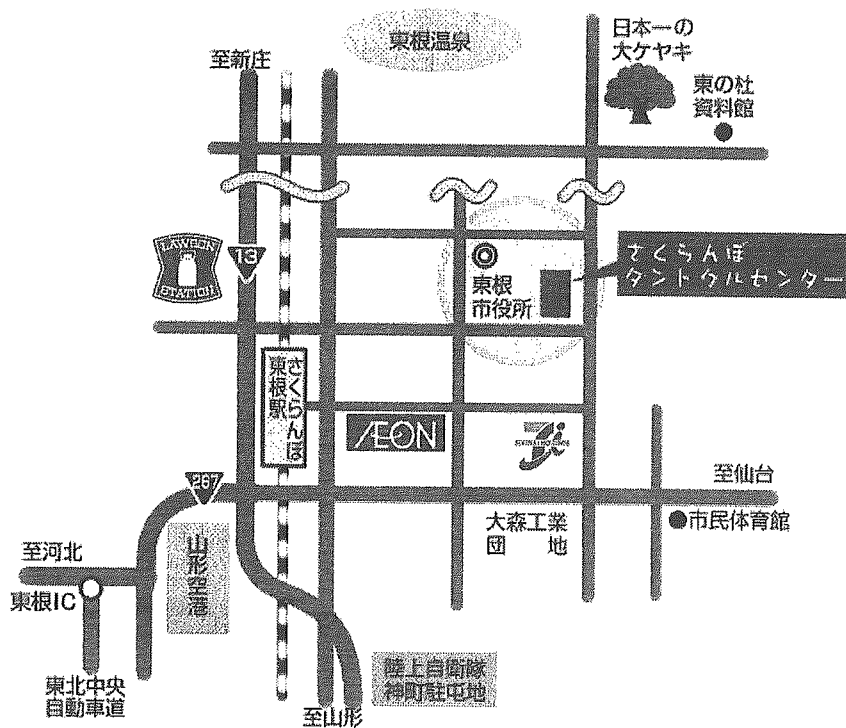 東根温泉
至新庄
日本一の
大ケヤキ
東の杜
資料館
LAWSON
STATION
13
東根
市役所
さくらんぼ
タントクルセンター
さくらんぼ
東根駅
ÆON
至仙台
287
大森工業
団地
市民体育館
山形空港
至河北
東根IC
東北中央
自動車道
陸上自衛隊
神町駐屯地
至山形